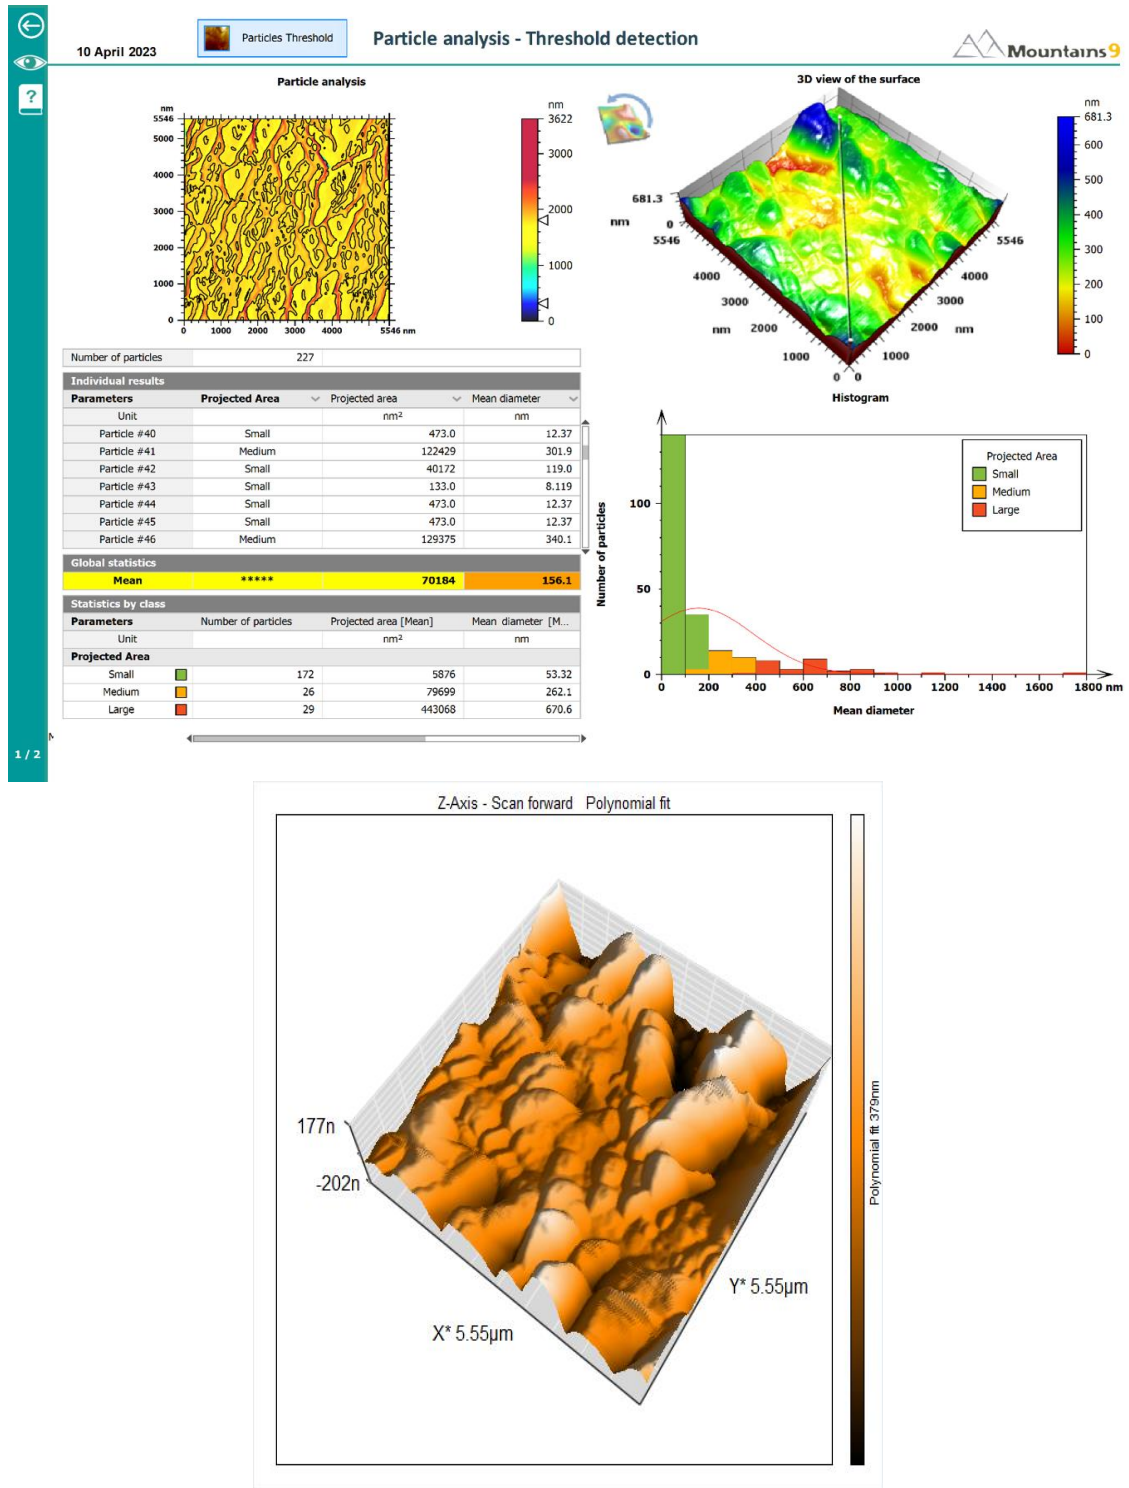 10 April 2023
Particles Threshold
Particle analysis - Threshold detection
Mountains9
?
Particle analysis
nm
5546
5000
4000
3000
2000
1000
0
0 1000 2000 3000 4000 5546 nm
nm
3622
3000
2000
1000
0
3D view of the surface
681.3
nm
0
5546
4000
3000
nm 2000
1000
0
0
1000
2000 nm
3000
4000
5546
nm
681.3
600
500
400
300
200
100
0
Number of particles 227
Individual results
Parameters Projected Area Projected area Mean diameter
Unit nm² nm
Particle #40 Small 473.0 12.37
Particle #41 Medium 122429 301.9
Particle #42 Small 40172 119.0
Particle #43 Small 133.0 8.119
Particle #44 Small 473.0 12.37
Particle #45 Small 473.0 12.37
Particle #46 Medium 129375 340.1
Global statistics
Mean ***** 70184 156.1
Statistics by class
Parameters Number of particles Projected area [Mean] Mean diameter [M...
Unit nm² nm
Projected Area
Small 172 5876 53.32
Medium 26 79699 262.1
Large 29 443068 670.6
1 / 2
Histogram
Number of particles
100
50
0
Projected Area
Small
Medium
Large
0 200 400 600 800 1000 1200 1400 1600 1800 nm
Mean diameter
Z-Axis - Scan forward Polynomial fit
177n
-202n
X* 5.55µm
Y* 5.55µm
Polynomial fit 379nm